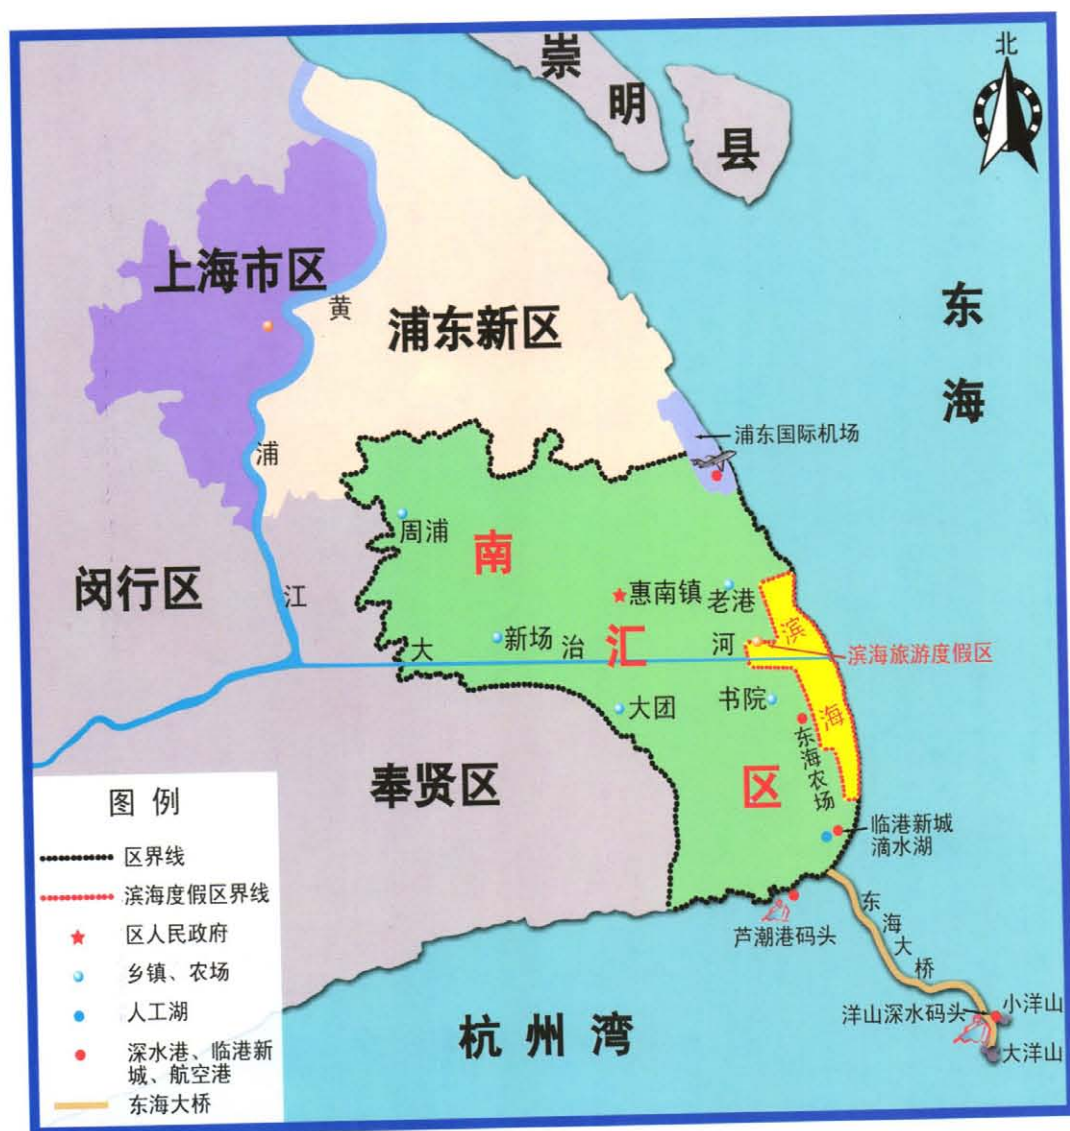 北
崇明县
上海市区
黄浦江
浦东新区
东海
浦东国际机场
周浦
南汇区
闵行区
惠南镇
老港
滨海
新场
大治河
滨海旅游度假区
大团
书院
东海农场
奉贤区
临港新城
滴水湖
芦潮港码头
东海大桥
小洋山
洋山深水码头
大洋山
杭州湾
图例
区界线
滨海度假区界线
区人民政府
乡镇、农场
人工湖
深水港、临港新
城、航空港
东海大桥